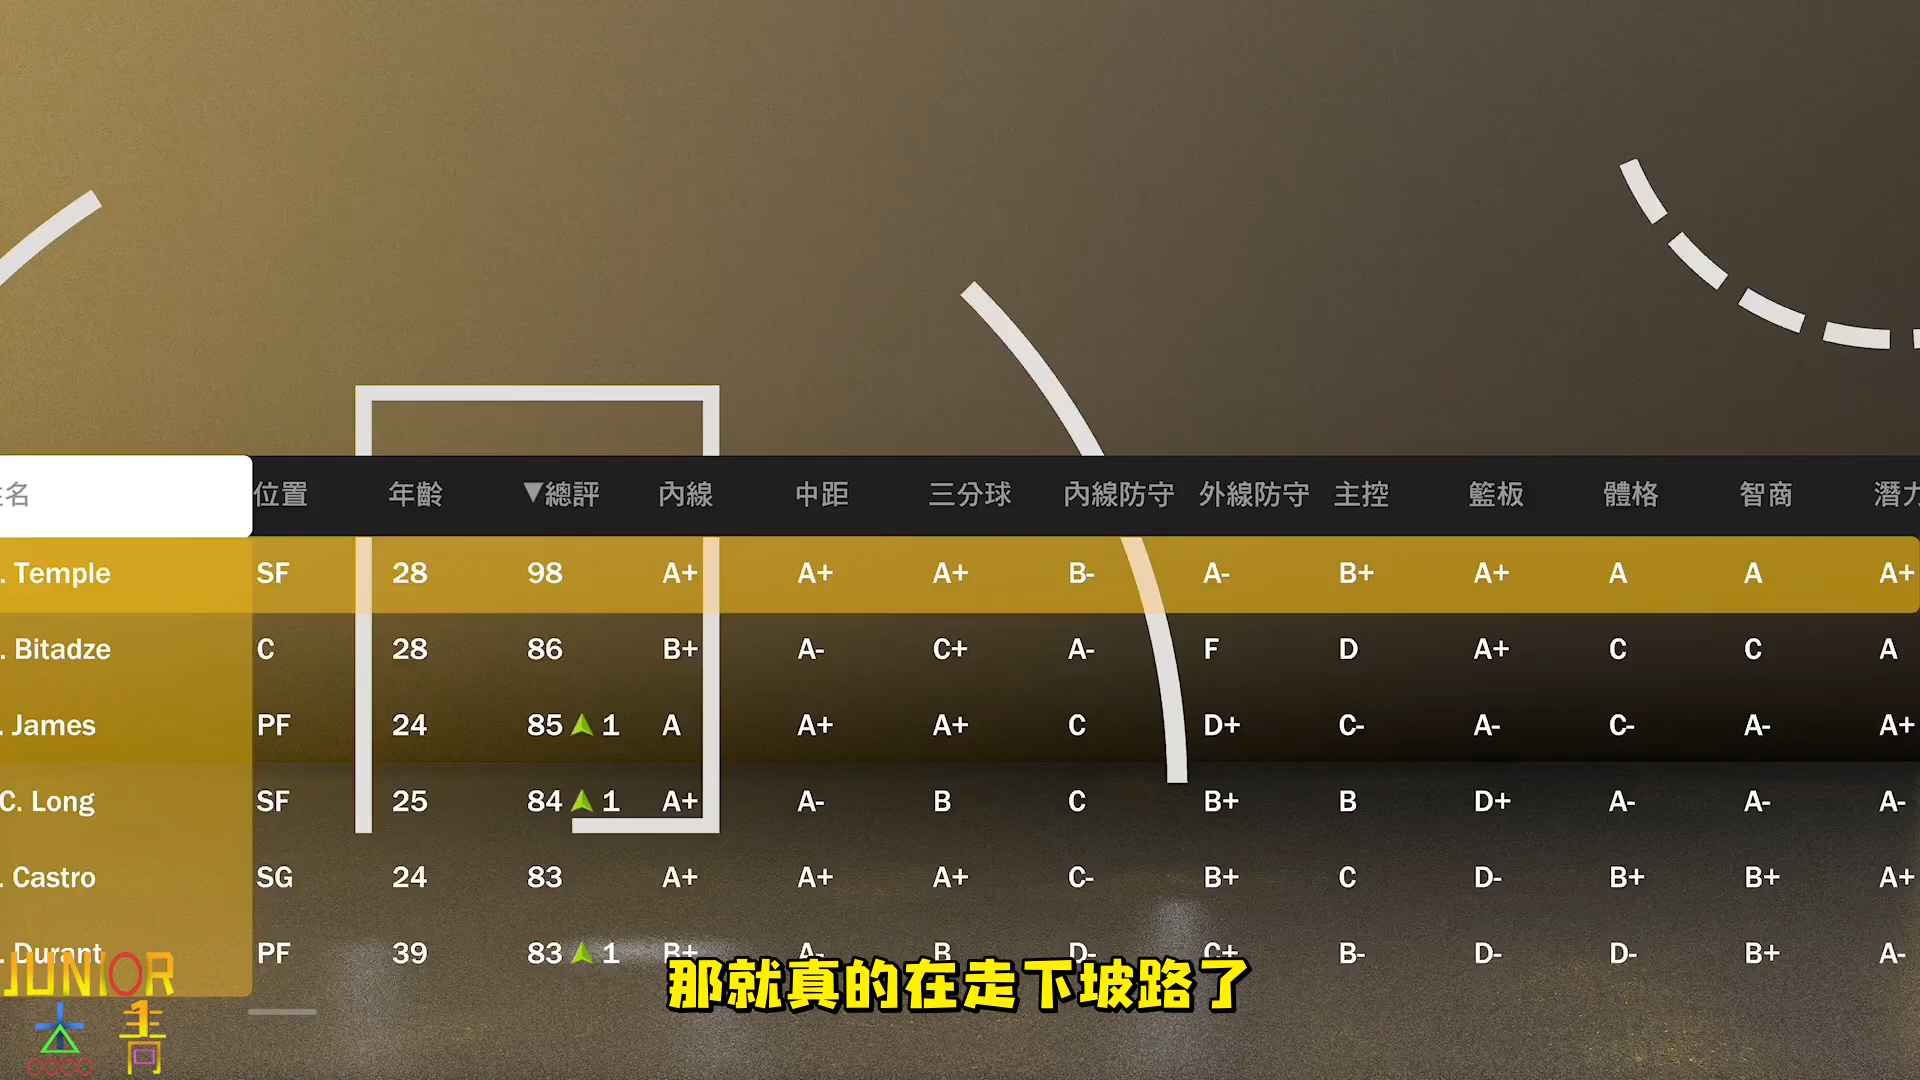 姓名 位置 年齡 ▼總評 內線 中距 三分球 內線防守 外線防守 主控 籃板 體格 智商 潛力
. Temple SF 28 98 A+ A+ A+ B- A- B+ A+ A A A+
. Bitadze C 28 86 B+ A- C+ A- F D A+ C C A
. James PF 24 85 ▲ 1 A A+ A+ C D+ C- A- C- A- A+
C. Long SF 25 84 ▲ 1 A+ A- B C B+ B D+ A- A- A-
. Castro SG 24 83 A+ A+ A+ C- B+ C D- B+ B+ A+
. Durant PF 39 83 ▲ 1 B+ A- B D- C+ B- D- D- B+ A-
那就真的在走下坡路了
JUNIOR